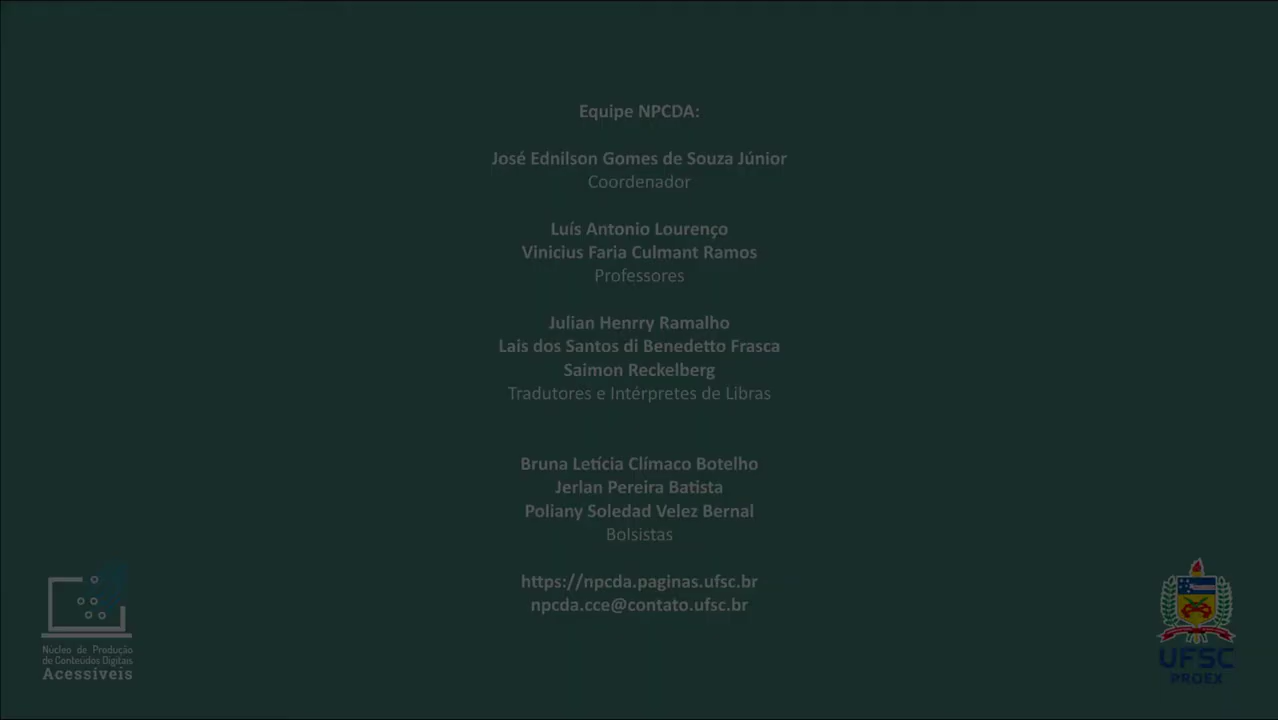 Equipe NPCDA:
José Ednilson Gomes de Souza Júnior
Coordenador
Luís Antonio Lourenço
Vinicius Faria Culmant Ramos
Professores
Julian Henrry Ramalho
Lais dos Santos di Benedetto Frasca
Saimon Reckelberg
Tradutores e Intérpretes de Libras
Bruna Letícia Clímaco Botelho
Jerlan Pereira Batista
Poliany Soledad Velez Bernal
Bolsistas
https://npcda.paginas.ufsc.br
npcda.cce@contato.ufsc.br
Núcleo de Produção
de Conteúdos Digitais
Acessíveis
UFSC
PROEX